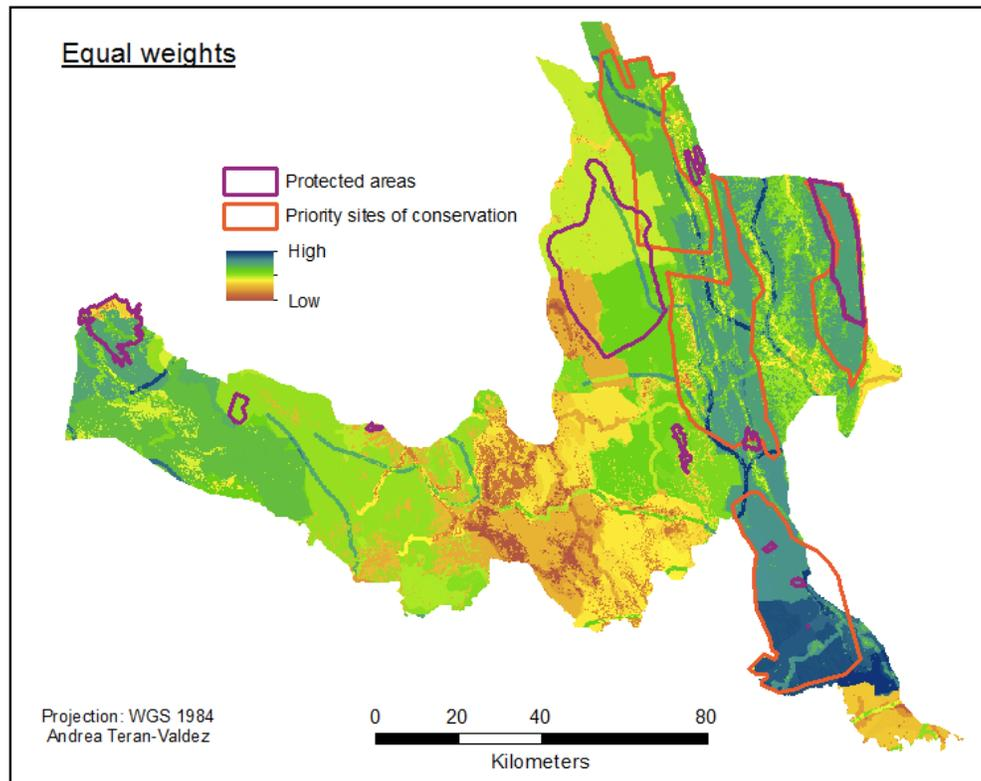 Equal weights
Protected areas
Priority sites of conservation
High
Low
Projection: WGS 1984
Andrea Teran-Valdez
0 20 40 80
Kilometers